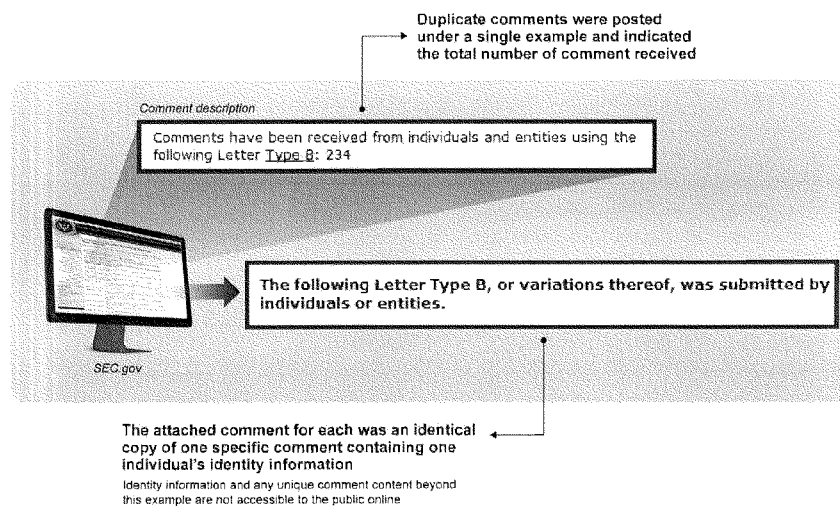 Duplicate comments were posted
under a single example and indicated
the total number of comment received
Comment description
Comments have been received from individuals and entities using the
following Letter Type B: 234
The following Letter Type B, or variations thereof, was submitted by
individuals or entities.
SEC.gov
The attached comment for each was an identical
copy of one specific comment containing one
individual's identity information
Identity information and any unique comment content beyond
this example are not accessible to the public online